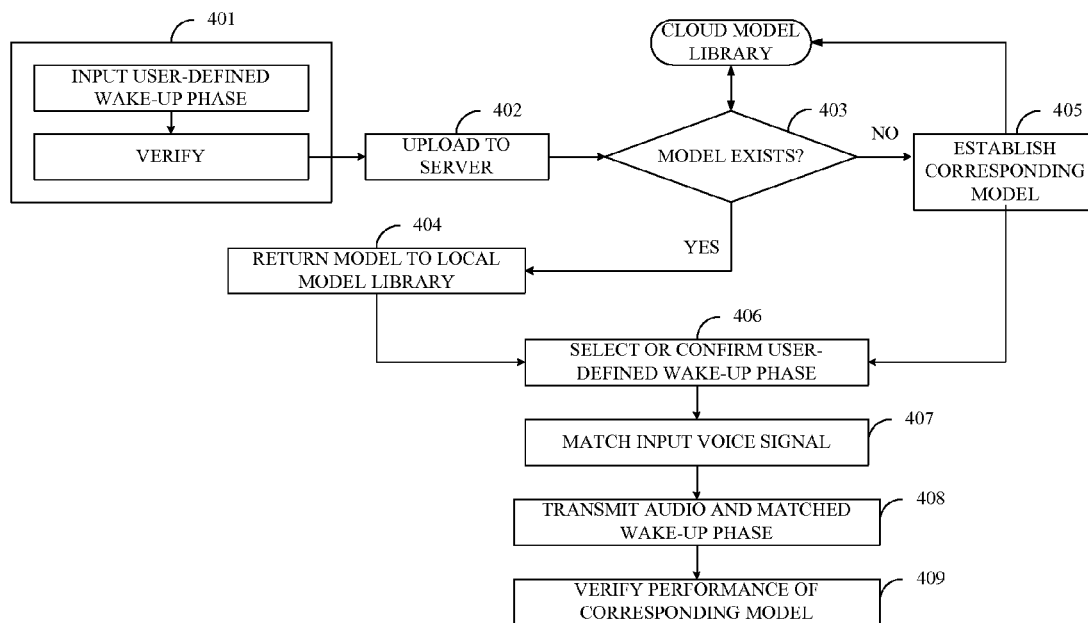 401
INPUT USER-DEFINED
WAKE-UP PHASE
VERIFY
402
UPLOAD TO
SERVER
CLOUD MODEL
LIBRARY
403
MODEL EXISTS?
NO
YES
405
ESTABLISH
CORRESPONDING
MODEL
404
RETURN MODEL TO LOCAL
MODEL LIBRARY
406
SELECT OR CONFIRM USER-
DEFINED WAKE-UP PHASE
407
MATCH INPUT VOICE SIGNAL
408
TRANSMIT AUDIO AND MATCHED
WAKE-UP PHASE
409
VERIFY PERFORMANCE OF
CORRESPONDING MODEL